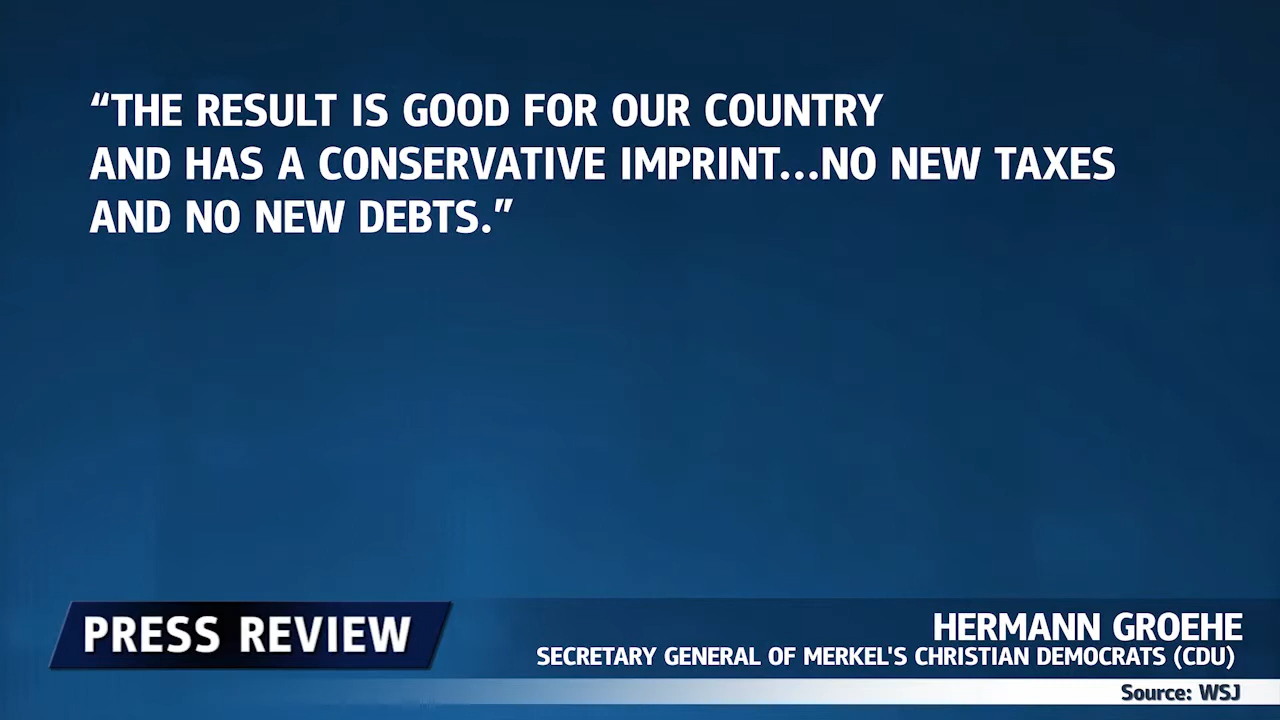 “THE RESULT IS GOOD FOR OUR COUNTRY
AND HAS A CONSERVATIVE IMPRINT...NO NEW TAXES
AND NO NEW DEBTS.”
PRESS REVIEW
HERMANN GROEHE
SECRETARY GENERAL OF MERKEL'S CHRISTIAN DEMOCRATS (CDU)
Source: WSJ